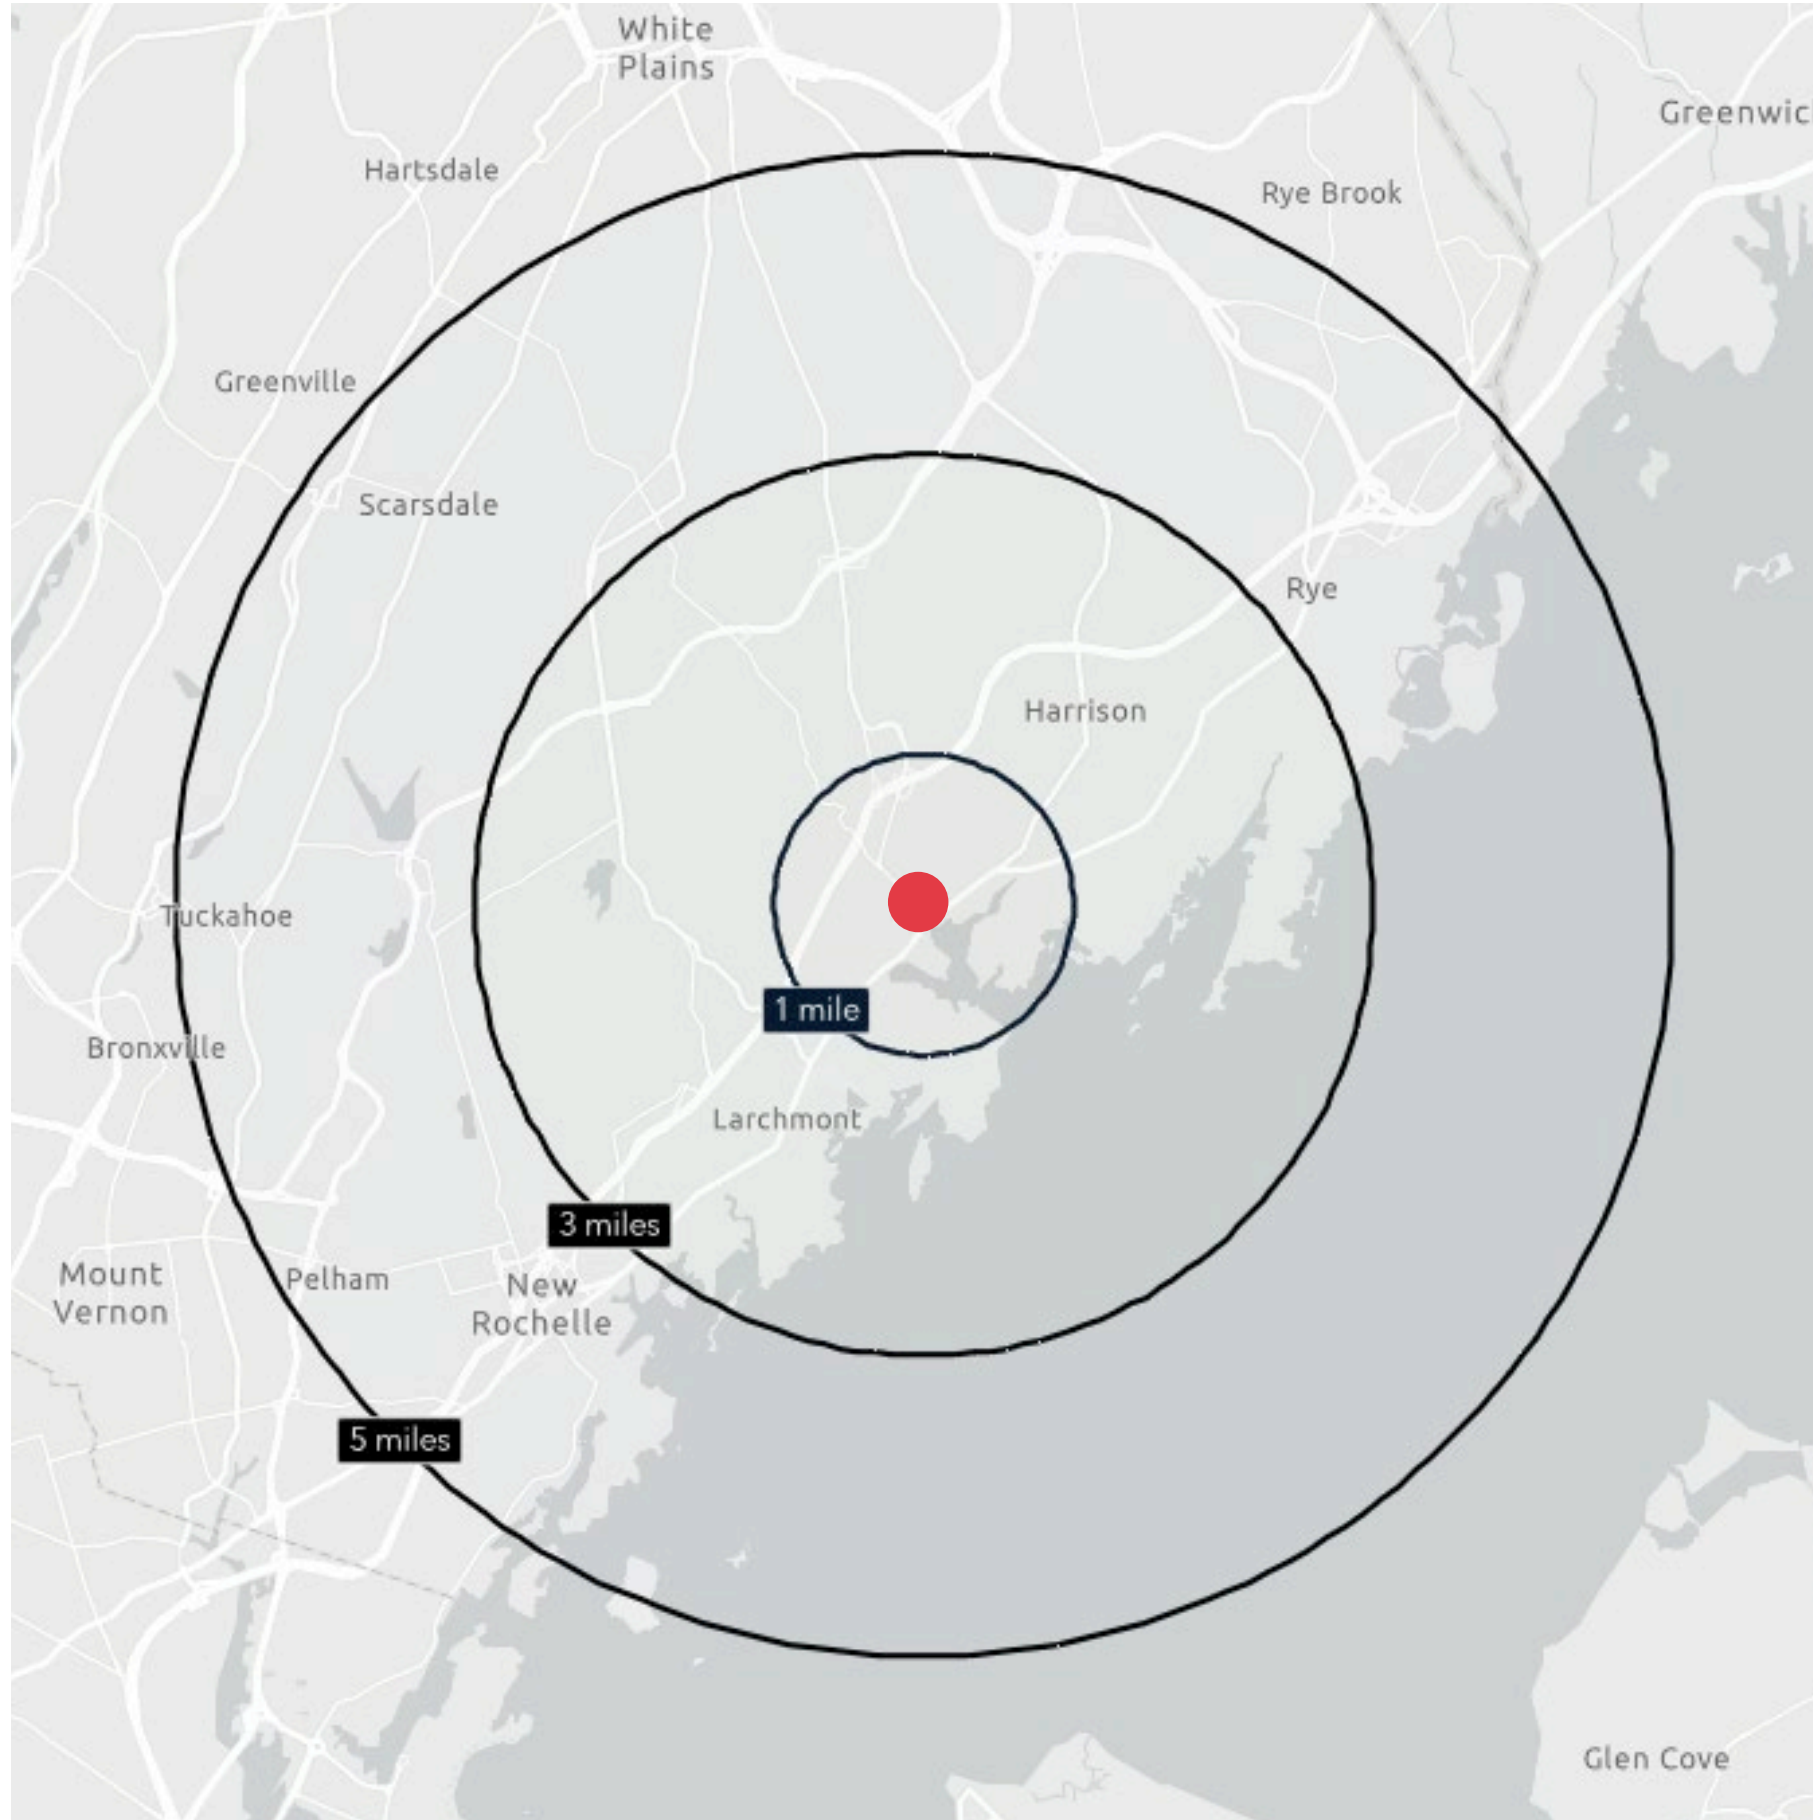 White
Plains
Greenwic
Hartsdale
Rye Brook
Greenville
Scarsdale
Rye
Harrison
Tuckahoe
1 mile
Bronxville
Larchmont
3 miles
Mount
Vernon
Pelham
New
Rochelle
5 miles
Glen Cove